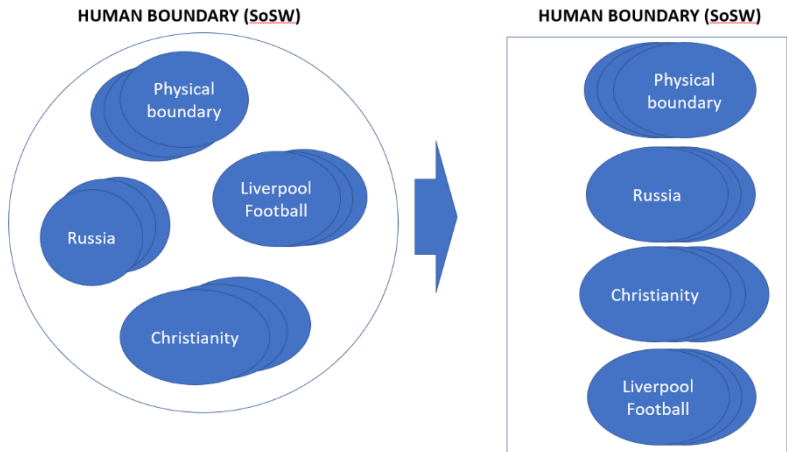 HUMAN BOUNDARY (SoSW)
Physical
boundary
Liverpool
Football
Russia
Christianity
HUMAN BOUNDARY (SoSW)
Physical
boundary
Russia
Christianity
Liverpool
Football